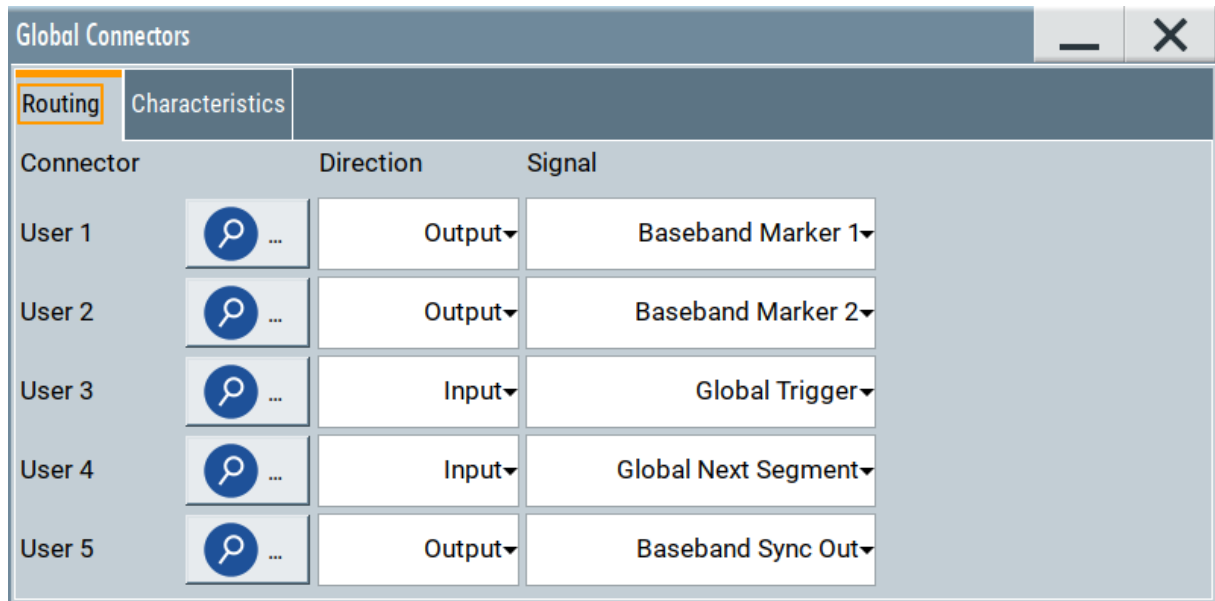 Global Connectors
Routing Characteristics
Connector Direction Signal
User 1 ... Output Baseband Marker 1
User 2 ... Output Baseband Marker 2
User 3 ... Input Global Trigger
User 4 ... Input Global Next Segment
User 5 ... Output Baseband Sync Out